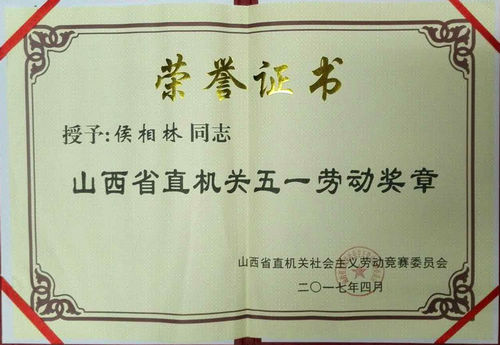 荣誉证书
授予:侯相林同志
山西省直机关五一劳动奖章
山西省直机关社会主义劳动竞赛委员会
二〇一七年四月